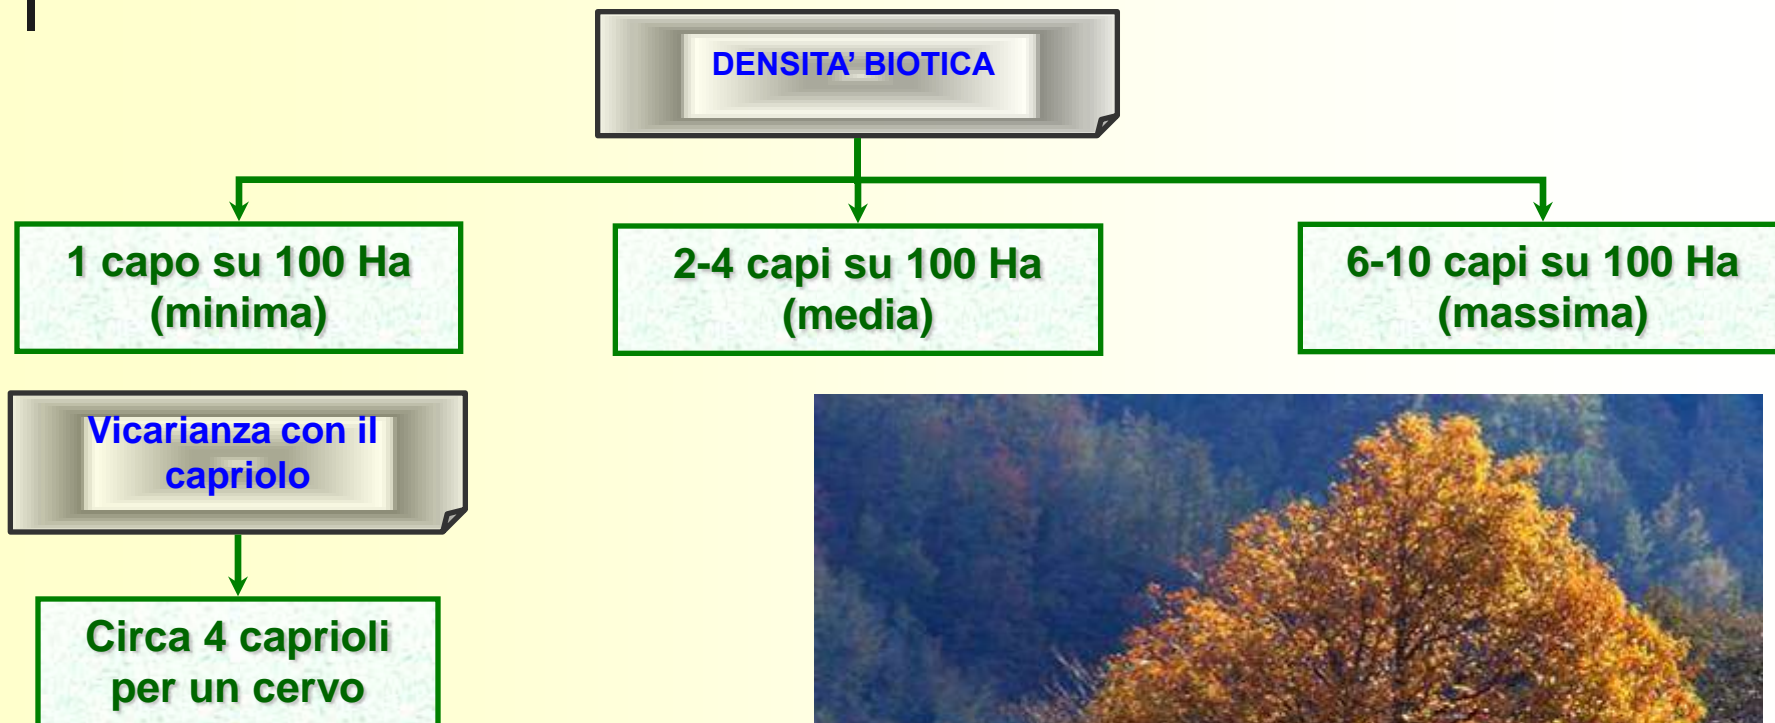 DENSITA’ BIOTICA
1 capo su 100 Ha
(minima)
2-4 capi su 100 Ha
(media)
6-10 capi su 100 Ha
(massima)
Vicarianza con il
capriolo
Circa 4 caprioli
per un cervo